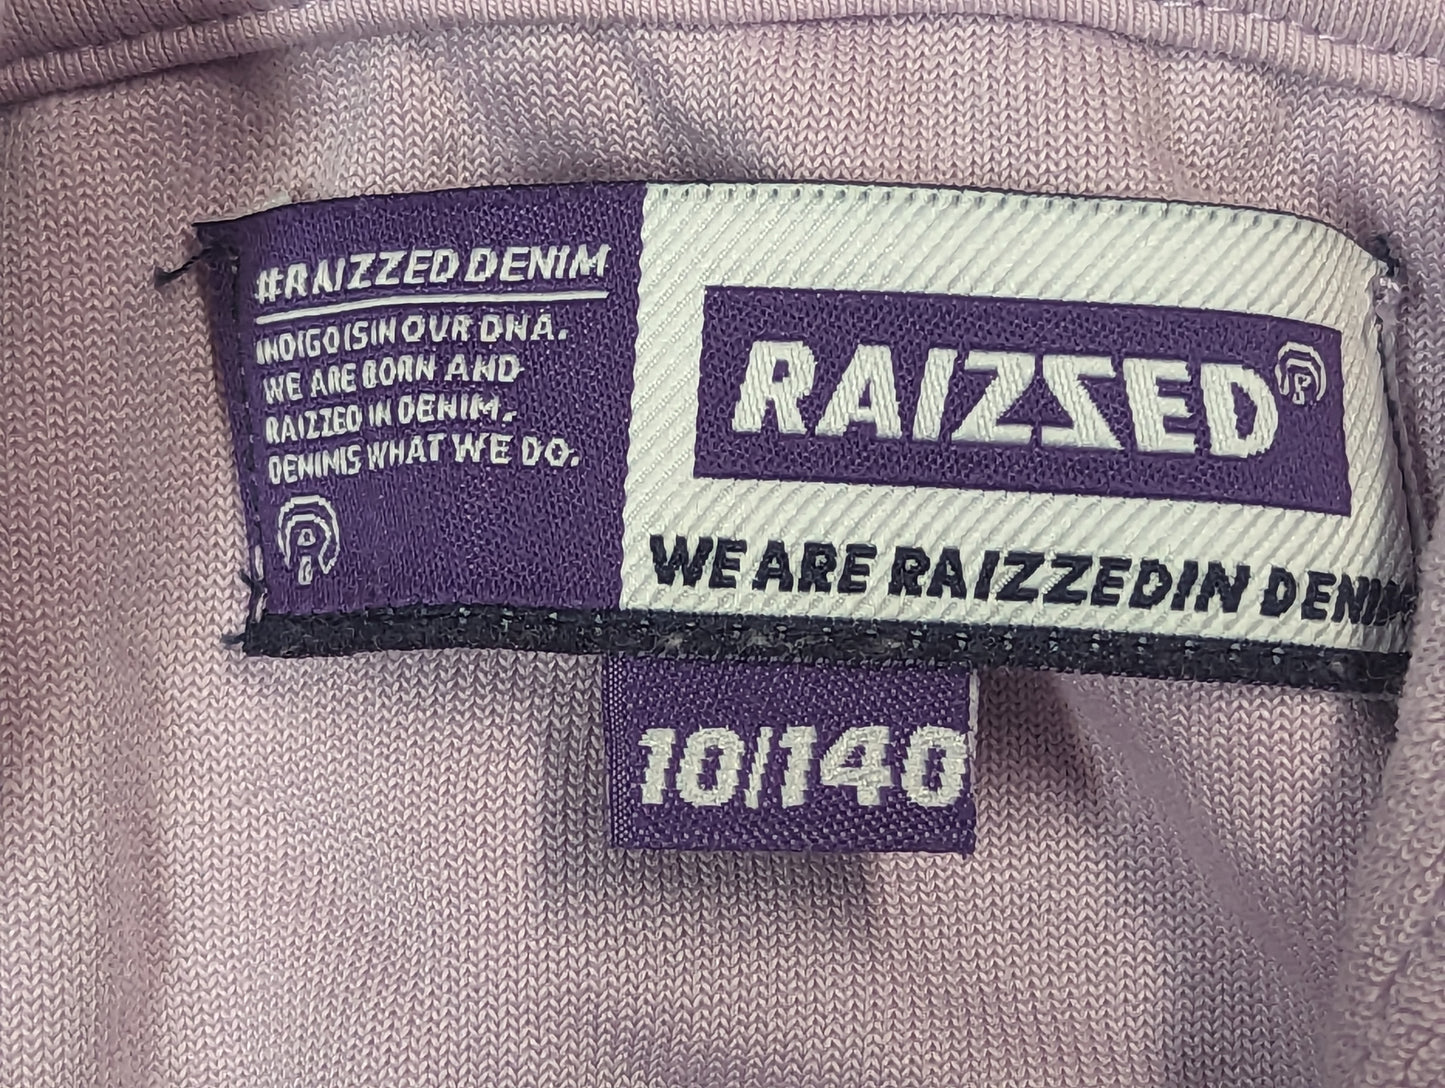 #RAIZZED DENIM
INDIGO IS IN OUR DNA.
WE ARE BORN AND
RAIZZED IN DENIM.
DENIM IS WHAT WE DO.
RAIZZED
WE ARE RAIZZED IN DENIM
10/140